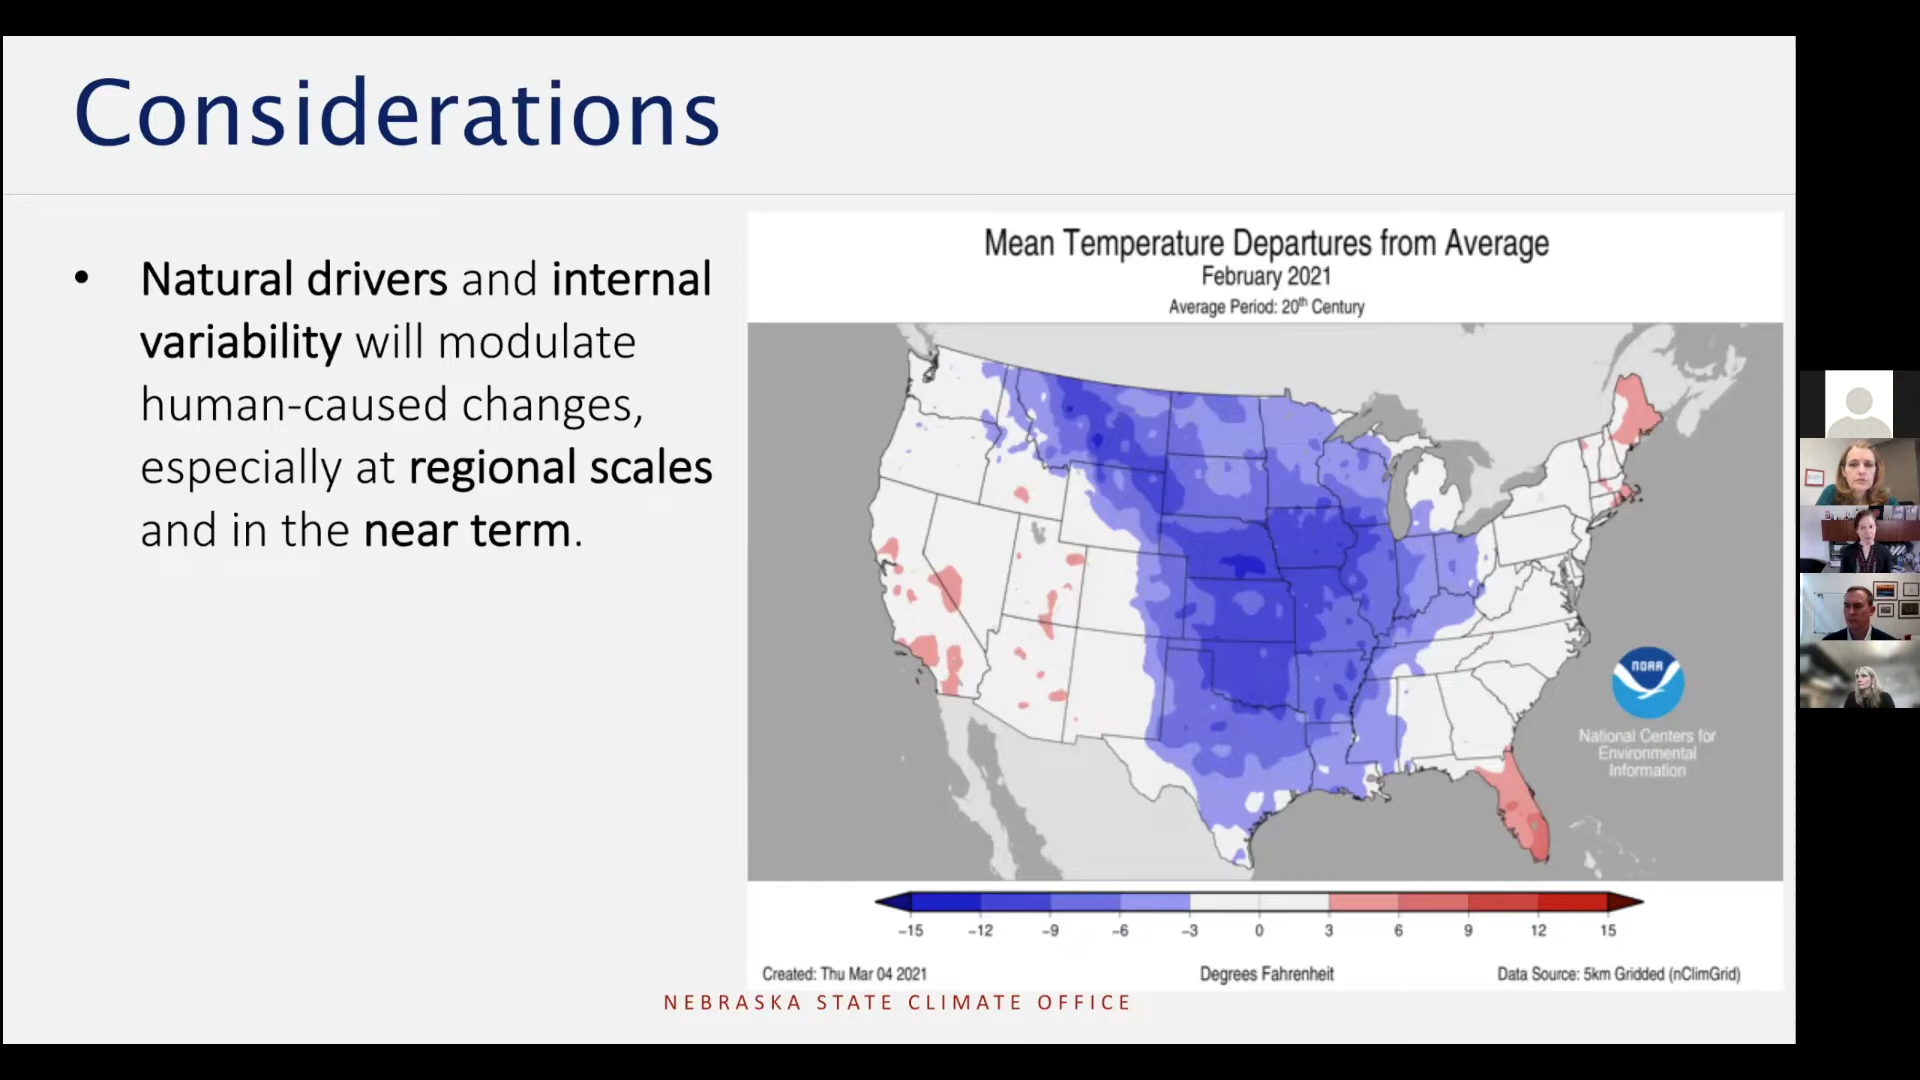 Considerations
• Natural drivers and internal
variability will modulate
human-caused changes,
especially at regional scales
and in the near term.
Mean Temperature Departures from Average
February 2021
Average Period: 20th Century
NOAA
National Centers for
Environmental
Information
-15 -12 -9 -6 -3 0 3 6 9 12 15
Created: Thu Mar 04 2021 Degrees Fahrenheit Data Source: 5km Gridded (nClimGrid)
NEBRASKA STATE CLIMATE OFFICE